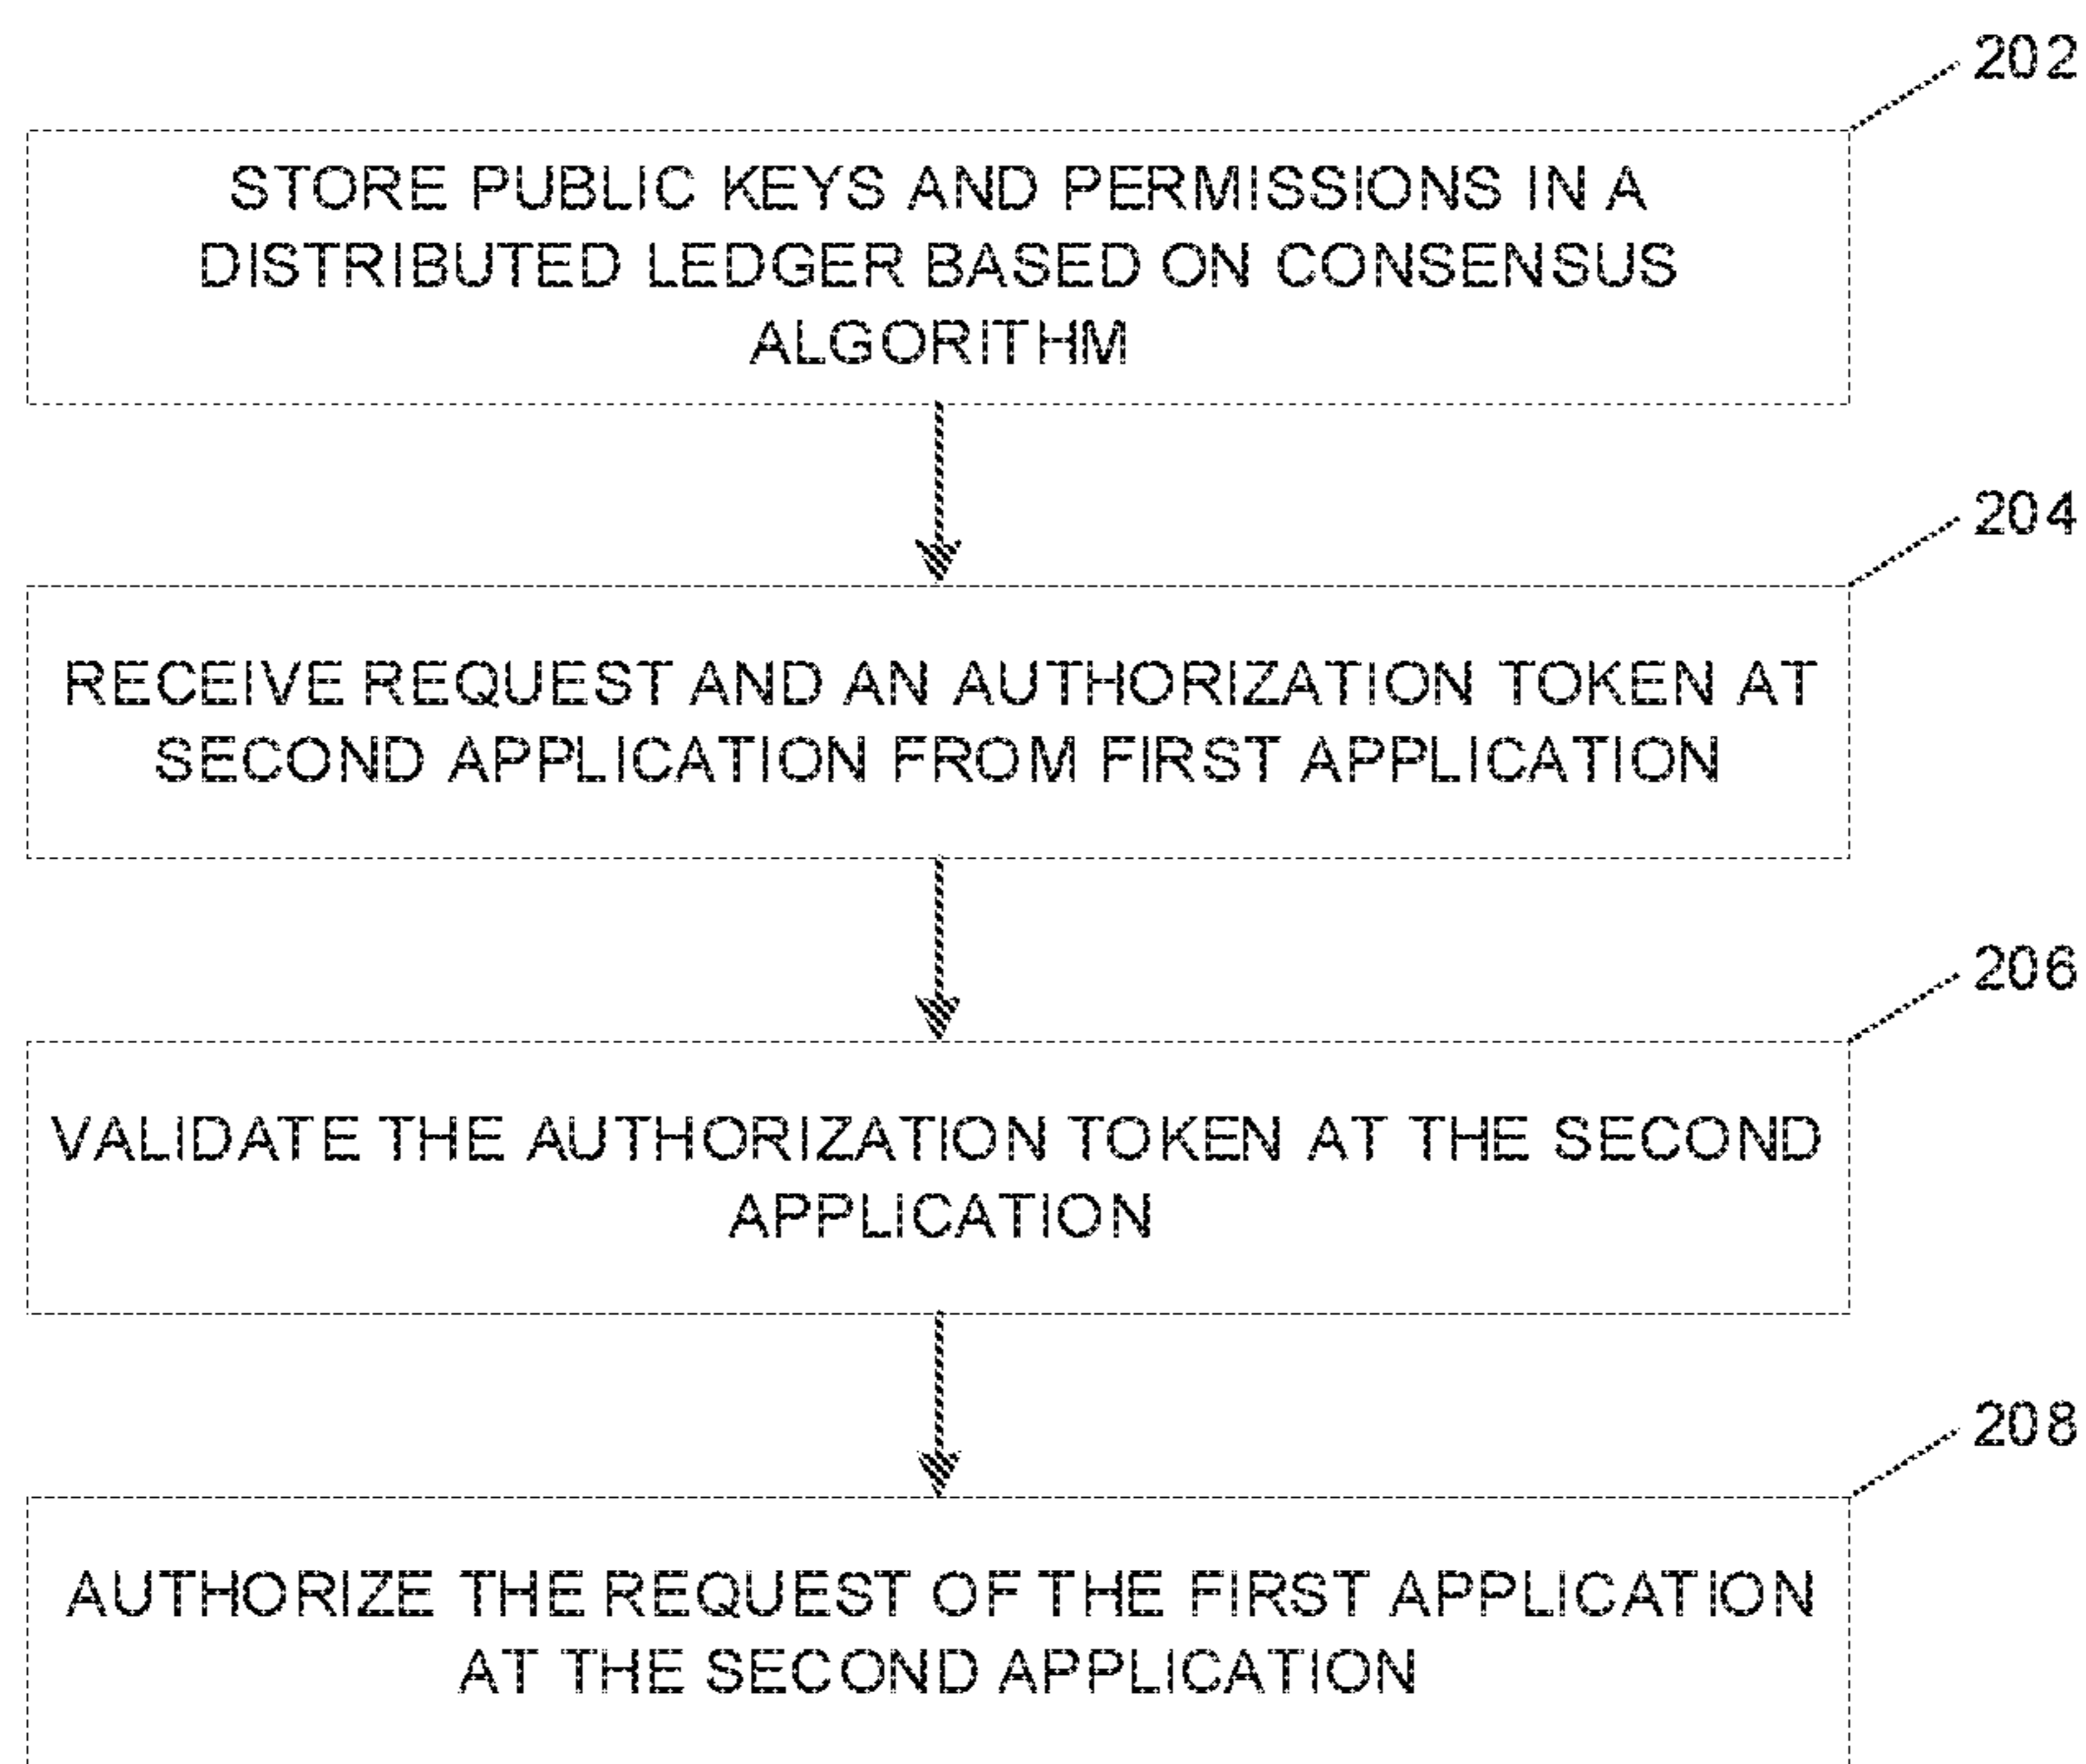 202
STORE PUBLIC KEYS AND PERMISSIONS IN A
DISTRIBUTED LEDGER BASED ON CONSENSUS
ALGORITHM
204
RECEIVE REQUEST AND AN AUTHORIZATION TOKEN AT
SECOND APPLICATION FROM FIRST APPLICATION
206
VALIDATE THE AUTHORIZATION TOKEN AT THE SECOND
APPLICATION
208
AUTHORIZE THE REQUEST OF THE FIRST APPLICATION
AT THE SECOND APPLICATION